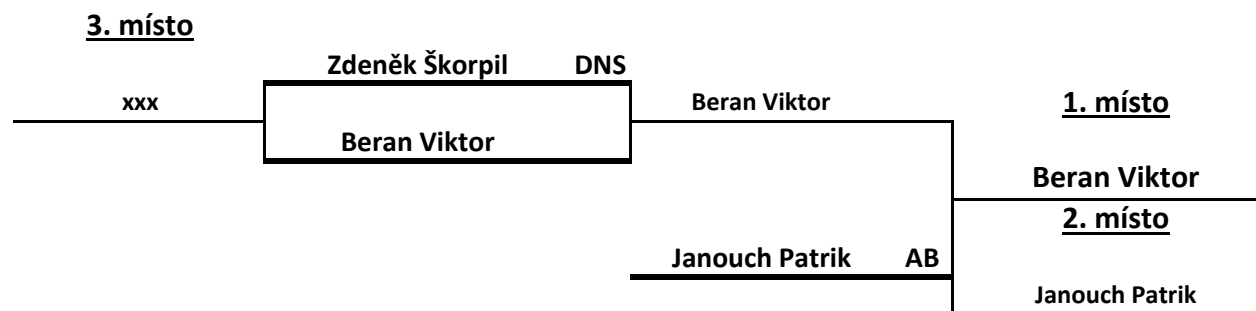 3. místo
Zdeněk Škorpil DNS
xxx
Beran Viktor
1. místo
Beran Viktor
Beran Viktor
2. místo
Janouch Patrik AB
Janouch Patrik